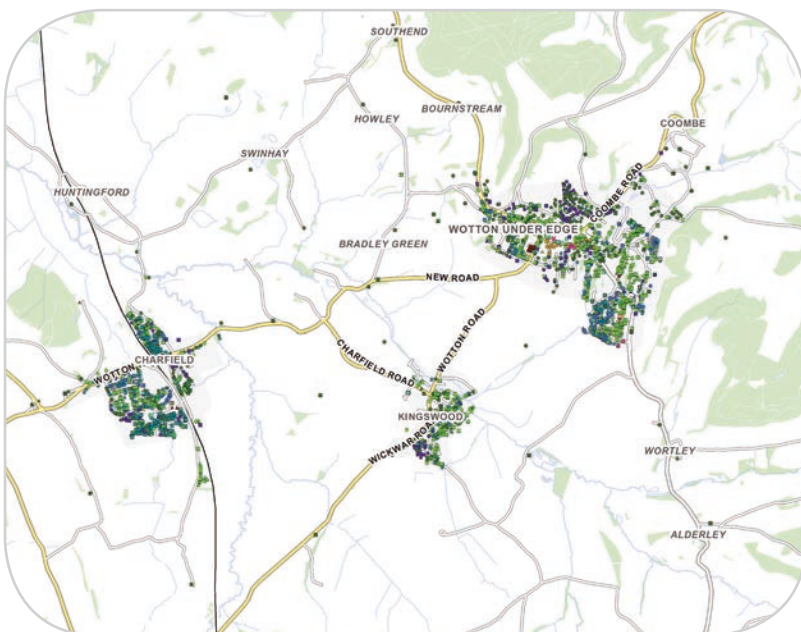 SOUTHEND
BOURNSTREAM
HOWLEY
COOMBE
SWINHAY
HUNTINGFORD
COOMBE ROAD
WOTTON UNDER EDGE
BRADLEY GREEN
NEW ROAD
WOTTON ROAD
CHARFIELD
WOTTON
CHARFIELD ROAD
KINGSWOOD
WICKWAR ROA
WORTLEY
ALDERLEY